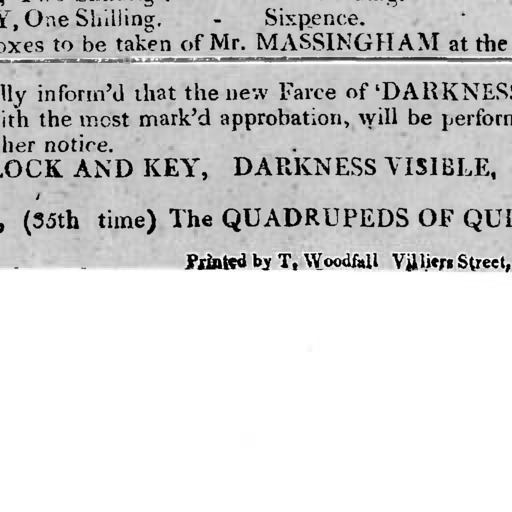 Y, One Shilling. - Sixpence.
oxes to be taken of Mr. MASSINGHAM at the
lly inform'd that the new Farce of 'DARKNESS
ith the most mark'd approbation, will be perform
her notice.
LOCK AND KEY, DARKNESS VISIBLE,
, (35th time) The QUADRUPEDS OF QUE
Printed by T. Woodfall Villiers Street,